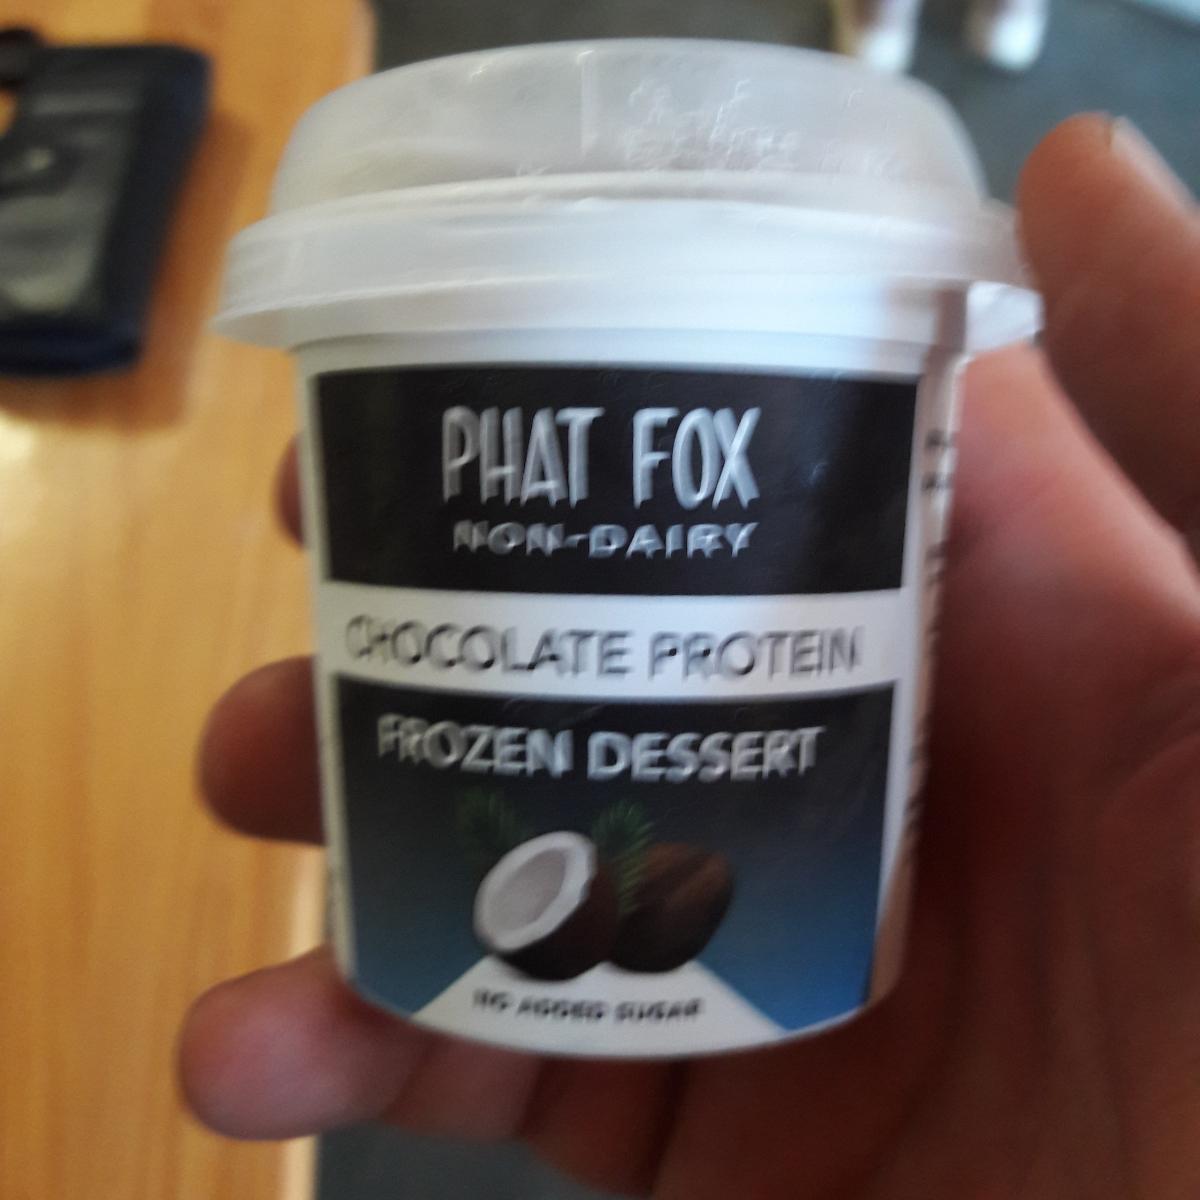 PHAT FOX
NON-DAIRY
CHOCOLATE PROTEIN
FROZEN DESSERT
NO ADDED SUGAR